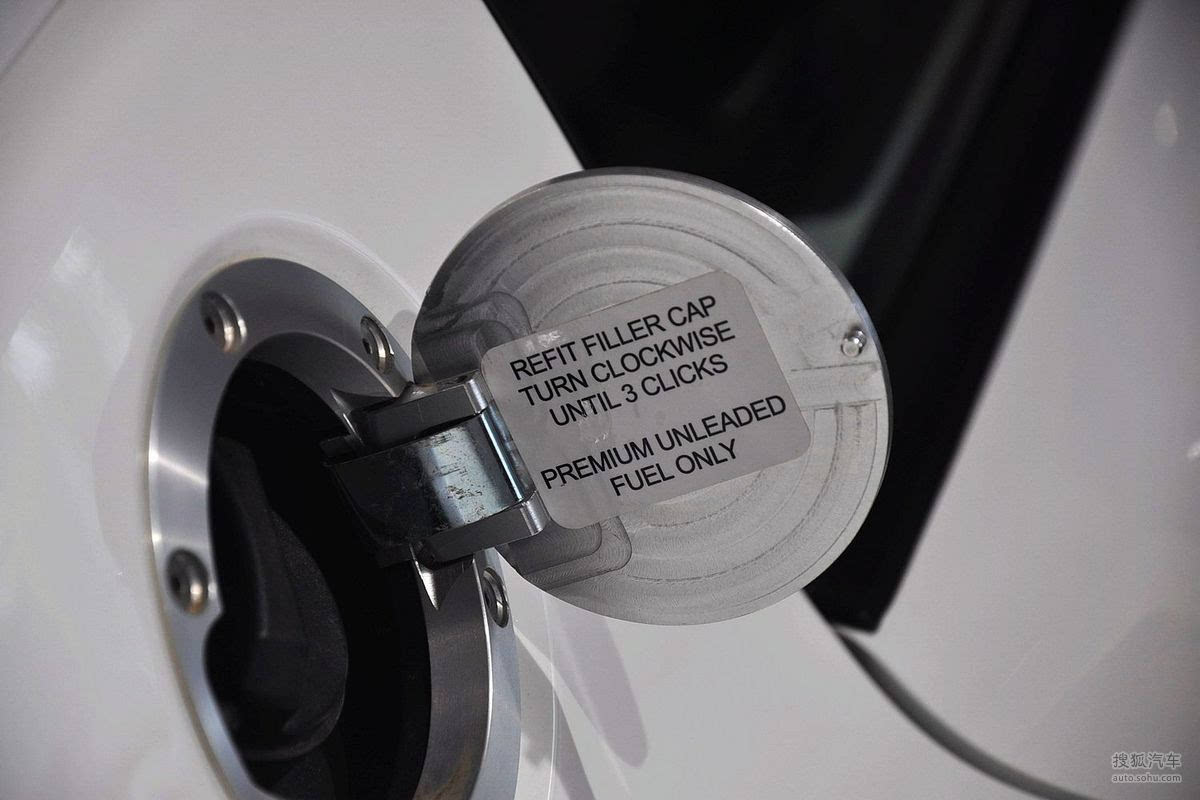 REFIT FILLER CAP
TURN CLOCKWISE
UNTIL 3 CLICKS
PREMIUM UNLEADED
FUEL ONLY
搜狐汽车
auto.sohu.com